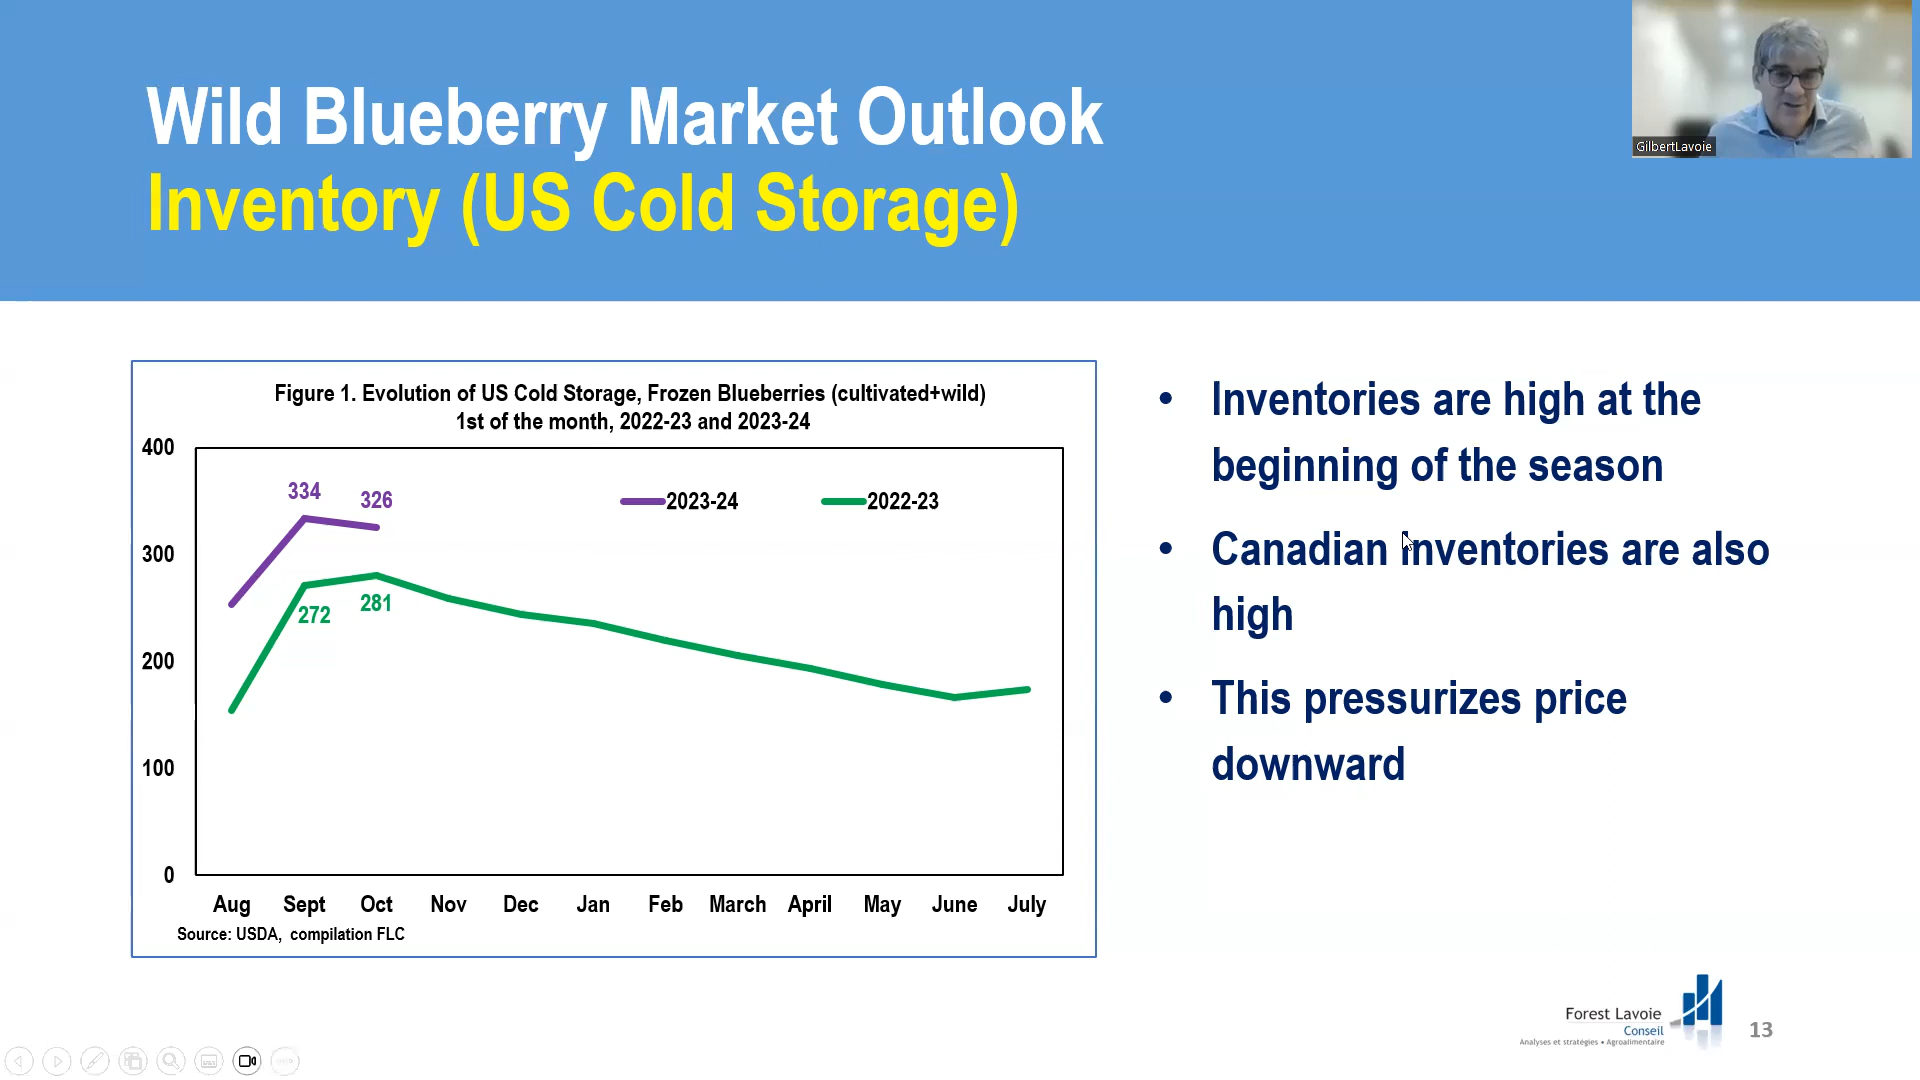 Wild Blueberry Market Outlook
Inventory (US Cold Storage)
GilbertLavoie
Figure 1. Evolution of US Cold Storage, Frozen Blueberries (cultivated+wild)
1st of the month, 2022-23 and 2023-24
400
300
200
100
0
334
326
272
281
2023-24
2022-23
Aug Sept Oct Nov Dec Jan Feb March April May June July
Source: USDA, compilation FLC
• Inventories are high at the
beginning of the season
• Canadian inventories are also
high
• This pressurizes price
downward
Forest Lavoie
Conseil
Analyses et stratégies • Agroalimentaire
13